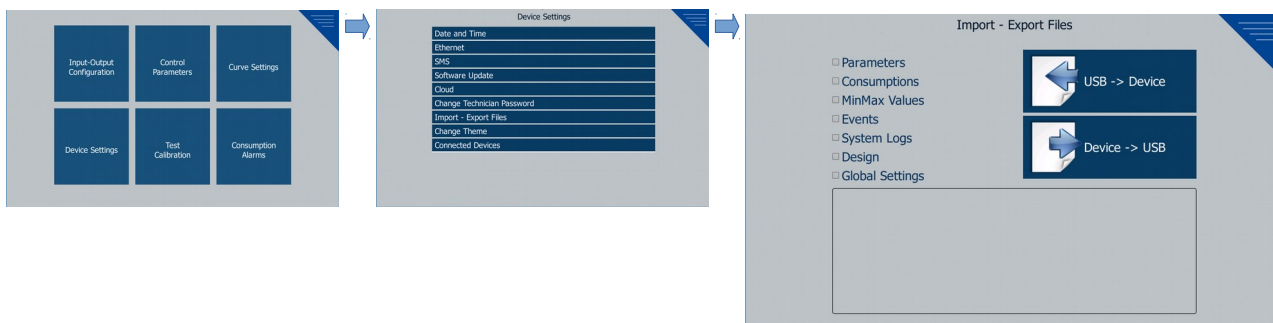 Input-Output
Configuration
Control
Parameters
Curve Settings
Device Settings
Test
Calibration
Consumption
Alarms
Device Settings
Date and Time
Ethernet
SMS
Software Update
Cloud
Change Technician Password
Import - Export Files
Change Theme
Connected Devices
Import - Export Files
Parameters
Consumptions
MinMax Values
Events
System Logs
Design
Global Settings
USB -> Device
Device -> USB